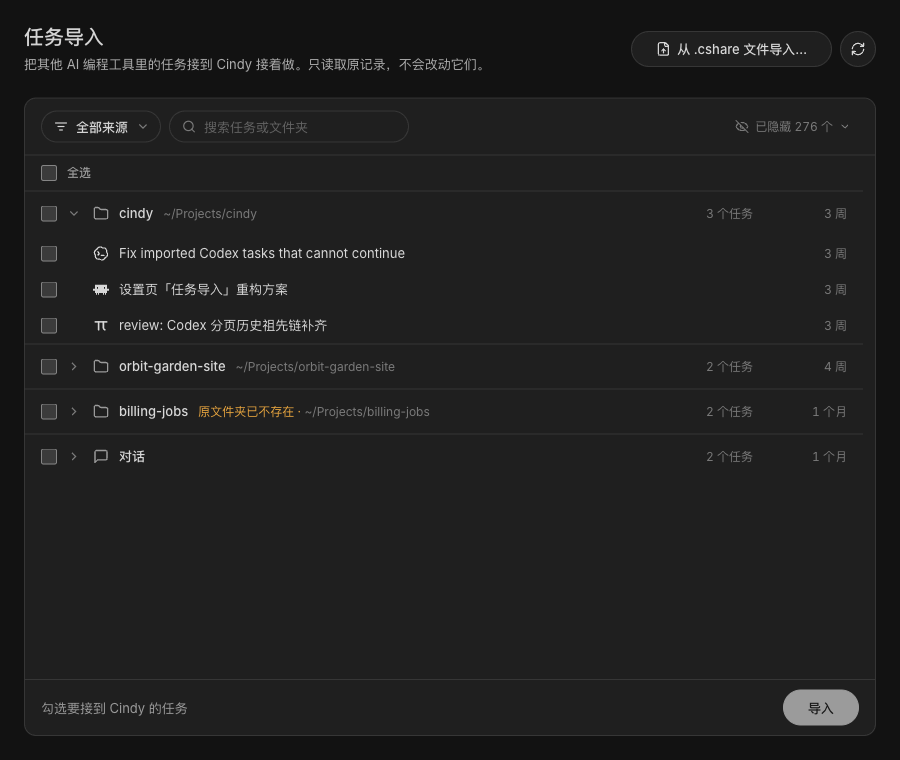 任务导入
从 .cshare 文件导入...
把其他 AI 编程工具里的任务接到 Cindy 接着做。只读取原记录，不会改动它们。
全部来源
搜索任务或文件夹
已隐藏 276 个
全选
cindy ~/Projects/cindy 3 个任务 3 周
Fix imported Codex tasks that cannot continue 3 周
设置页「任务导入」重构方案 3 周
review: Codex 分页历史祖先链补齐 3 周
orbit-garden-site ~/Projects/orbit-garden-site 2 个任务 4 周
billing-jobs 原文件夹已不存在 · ~/Projects/billing-jobs 2 个任务 1 个月
对话 2 个任务 1 个月
勾选要接到 Cindy 的任务
导入